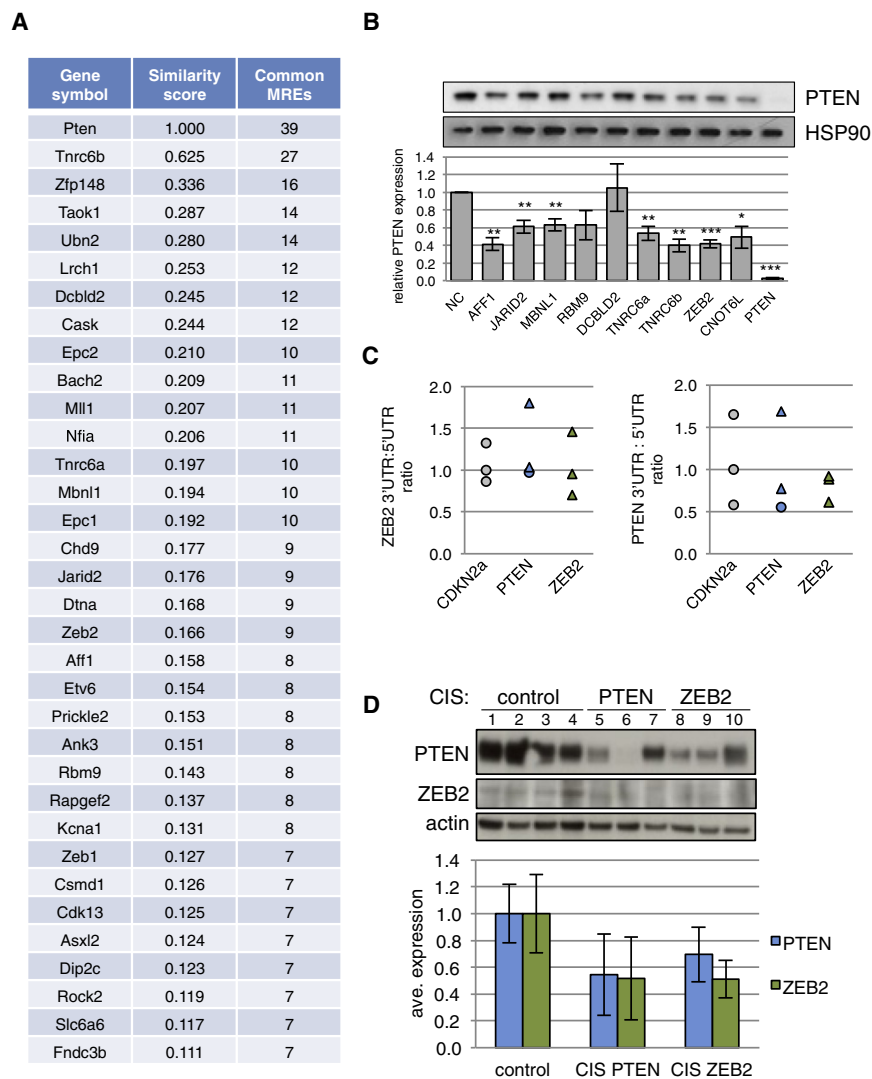 A
Gene symbol Similarity score Common MREs
Pten 1.000 39
Tnrc6b 0.625 27
Zfp148 0.336 16
Taok1 0.287 14
Ubn2 0.280 14
Lrch1 0.253 12
Dcbld2 0.245 12
Cask 0.244 12
Epc2 0.210 10
Bach2 0.209 11
Mll1 0.207 11
Nfia 0.206 11
Tnrc6a 0.197 10
Mbnl1 0.194 10
Epc1 0.192 10
Chd9 0.177 9
Jarid2 0.176 9
Dtna 0.168 9
Zeb2 0.166 9
Aff1 0.158 8
Etv6 0.154 8
Prickle2 0.153 8
Ank3 0.151 8
Rbm9 0.143 8
Rapgef2 0.137 8
Kcna1 0.131 8
Zeb1 0.127 7
Csmd1 0.126 7
Cdk13 0.125 7
Asxl2 0.124 7
Dip2c 0.123 7
Rock2 0.119 7
Slc6a6 0.117 7
Fndc3b 0.111 7
B
PTEN
HSP90
relative PTEN expression
1.4
1.2
1.0
0.8
0.6
0.4
0.2
0.0
** ** ** ** ** *** * ***
NC AFF1 JARID2 MBNL1 RBM9 DCBLD2 TNRC6a TNRC6b ZEB2 CNOT6L PTEN
C
ZEB2 3'UTR:5'UTR
ratio
2.0
1.5
1.0
0.5
0.0
CDKN2a PTEN ZEB2
PTEN 3'UTR : 5'UTR
ratio
2.0
1.5
1.0
0.5
0.0
CDKN2a PTEN ZEB2
D
CIS: control PTEN ZEB2
1 2 3 4 5 6 7 8 9 10
PTEN
ZEB2
actin
ave. expression
1.4
1.2
1.0
0.8
0.6
0.4
0.2
0.0
control CIS PTEN CIS ZEB2
PTEN
ZEB2